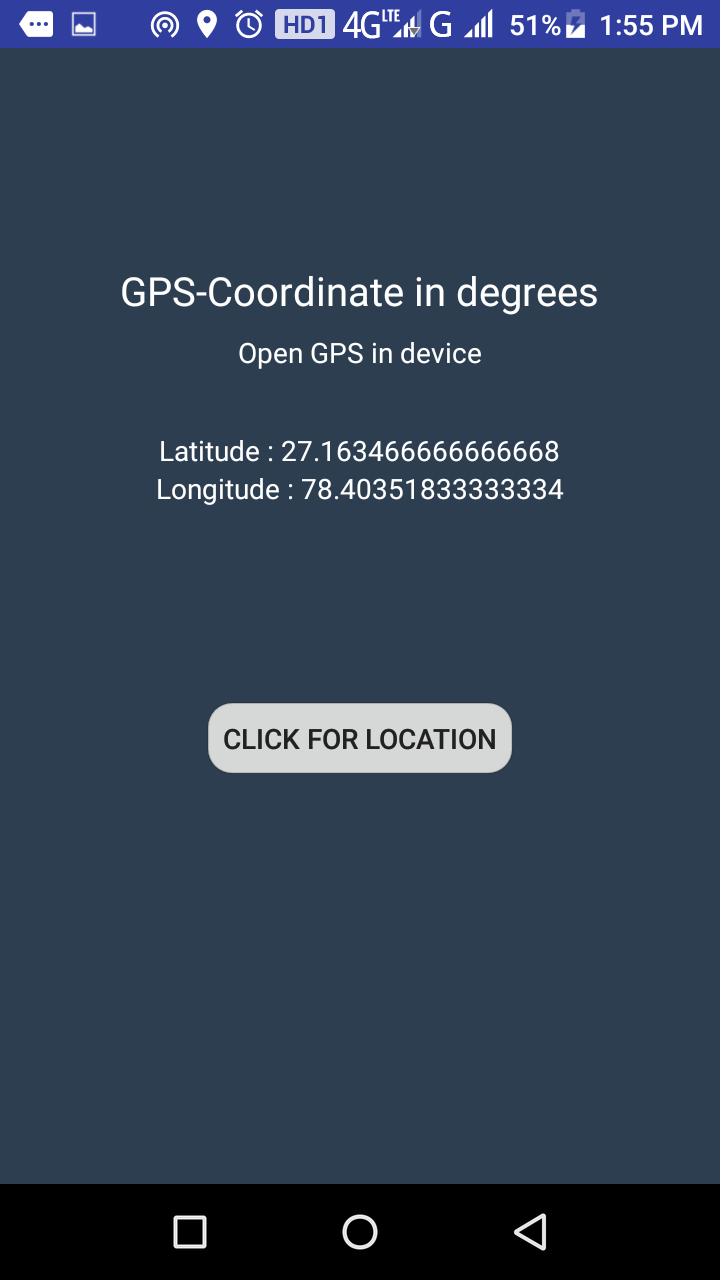 HD1 4G LTE G 51% 1:55 PM
GPS-Coordinate in degrees
Open GPS in device
Latitude : 27.163466666666668
Longitude : 78.40351833333334
CLICK FOR LOCATION